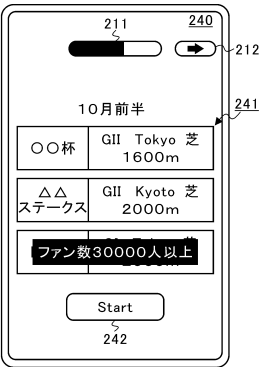 211
240
212
10月前半
241
○○杯
GII Tokyo 芝
1600m
△△
ステークス
GII Kyoto 芝
2000m
ファン数30000人以上
Start
242